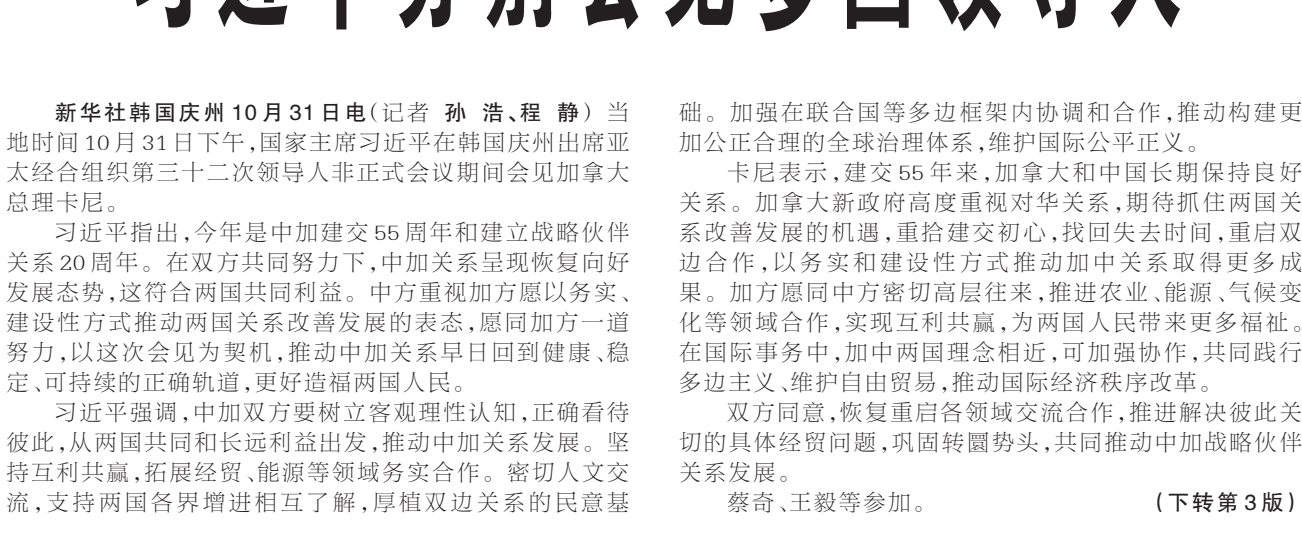 习近平分别会见多国领导人
新华社韩国庆州10月31日电(记者 孙 浩、程 静) 当
地时间10月31日下午,国家主席习近平在韩国庆州出席亚
太经合组织第三十二次领导人非正式会议期间会见加拿大
总理卡尼。
习近平指出,今年是中加建交55周年和建立战略伙伴
关系20周年。在双方共同努力下,中加关系呈现恢复向好
发展态势,这符合两国共同利益。中方重视加方愿以务实、
建设性方式推动两国关系改善发展的表态,愿同加方一道
努力,以这次会见为契机,推动中加关系早日回到健康、稳
定、可持续的正确轨道,更好造福两国人民。
习近平强调,中加双方要树立客观理性认知,正确看待
彼此,从两国共同和长远利益出发,推动中加关系发展。坚
持互利共赢,拓展经贸、能源等领域务实合作。密切人文交
流,支持两国各界增进相互了解,厚植双边关系的民意基
础。加强在联合国等多边框架内协调和合作,推动构建更
加公正合理的全球治理体系,维护国际公平正义。
卡尼表示,建交55年来,加拿大和中国长期保持良好
关系。加拿大新政府高度重视对华关系,期待抓住两国关
系改善发展的机遇,重拾建交初心,找回失去时间,重启双
边合作,以务实和建设性方式推动加中关系取得更多成
果。加方愿同中方密切高层往来,推进农业、能源、气候变
化等领域合作,实现互利共赢,为两国人民带来更多福祉。
在国际事务中,加中两国理念相近,可加强协作,共同践行
多边主义、维护自由贸易,推动国际经济秩序改革。
双方同意,恢复重启各领域交流合作,推进解决彼此关
切的具体经贸问题,巩固转圜势头,共同推动中加战略伙伴
关系发展。
蔡奇、王毅等参加。 (下转第3版)